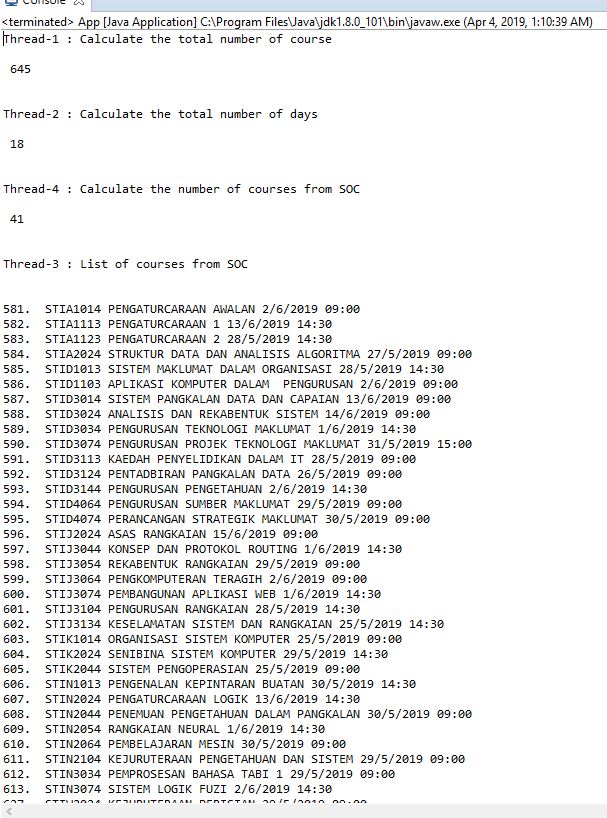 Console
<terminated> App [Java Application] C:\Program Files\Java\jdk1.8.0_101\bin\javaw.exe (Apr 4, 2019, 1:10:39 AM)
Thread-1 : Calculate the total number of course
645
Thread-2 : Calculate the total number of days
18
Thread-4 : Calculate the number of courses from SOC
41
Thread-3 : List of courses from SOC
581. STIA1014 PENGATURCARAAN AWALAN 2/6/2019 09:00
582. STIA1113 PENGATURCARAAN 1 13/6/2019 14:30
583. STIA1123 PENGATURCARAAN 2 28/5/2019 14:30
584. STIA2024 STRUKTUR DATA DAN ANALISIS ALGORITMA 27/5/2019 09:00
585. STID1013 SISTEM MAKLUMAT DALAM ORGANISASI 28/5/2019 14:30
586. STID1103 APLIKASI KOMPUTER DALAM  PENGURUSAN 2/6/2019 09:00
587. STID3014 SISTEM PANGKALAN DATA DAN CAPAIAN 13/6/2019 09:00
588. STID3024 ANALISIS DAN REKABENTUK SISTEM 14/6/2019 09:00
589. STID3034 PENGURUSAN TEKNOLOGI MAKLUMAT 1/6/2019 14:30
590. STID3074 PENGURUSAN PROJEK TEKNOLOGI MAKLUMAT 31/5/2019 15:00
591. STID3113 KAEDAH PENYELIDIKAN DALAM IT 28/5/2019 09:00
592. STID3124 PENTADBIRAN PANGKALAN DATA 26/5/2019 09:00
593. STID3144 PENGURUSAN PENGETAHUAN 2/6/2019 14:30
594. STID4064 PENGURUSAN SUMBER MAKLUMAT 29/5/2019 09:00
595. STID4074 PERANCANGAN STRATEGIK MAKLUMAT 30/5/2019 09:00
596. STIJ2024 ASAS RANGKAIAN 15/6/2019 09:00
597. STIJ3044 KONSEP DAN PROTOKOL ROUTING 1/6/2019 14:30
598. STIJ3054 REKABENTUK RANGKAIAN 29/5/2019 09:00
599. STIJ3064 PENGKOMPUTERAN TERAGIH 2/6/2019 09:00
600. STIJ3074 PEMBANGUNAN APLIKASI WEB 1/6/2019 14:30
601. STIJ3104 PENGURUSAN RANGKAIAN 28/5/2019 14:30
602. STIJ3134 KESELAMATAN SISTEM DAN RANGKAIAN 25/5/2019 14:30
603. STIK1014 ORGANISASI SISTEM KOMPUTER 25/5/2019 09:00
604. STIK2024 SENIBINA SISTEM KOMPUTER 29/5/2019 14:30
605. STIK2044 SISTEM PENGOPERASIAN 25/5/2019 09:00
606. STIN1013 PENGENALAN KEPINTARAN BUATAN 30/5/2019 14:30
607. STIN2024 PENGATURCARAAN LOGIK 13/6/2019 14:30
608. STIN2044 PENEMUAN PENGETAHUAN DALAM PANGKALAN 30/5/2019 09:00
609. STIN2054 RANGKAIAN NEURAL 1/6/2019 14:30
610. STIN2064 PEMBELAJARAN MESIN 30/5/2019 09:00
611. STIN2104 KEJURUTERAAN PENGETAHUAN DAN SISTEM 29/5/2019 09:00
612. STIN3034 PEMPROSESAN BAHASA TABI 1 29/5/2019 09:00
613. STIN3074 SISTEM LOGIK FUZI 2/6/2019 14:30